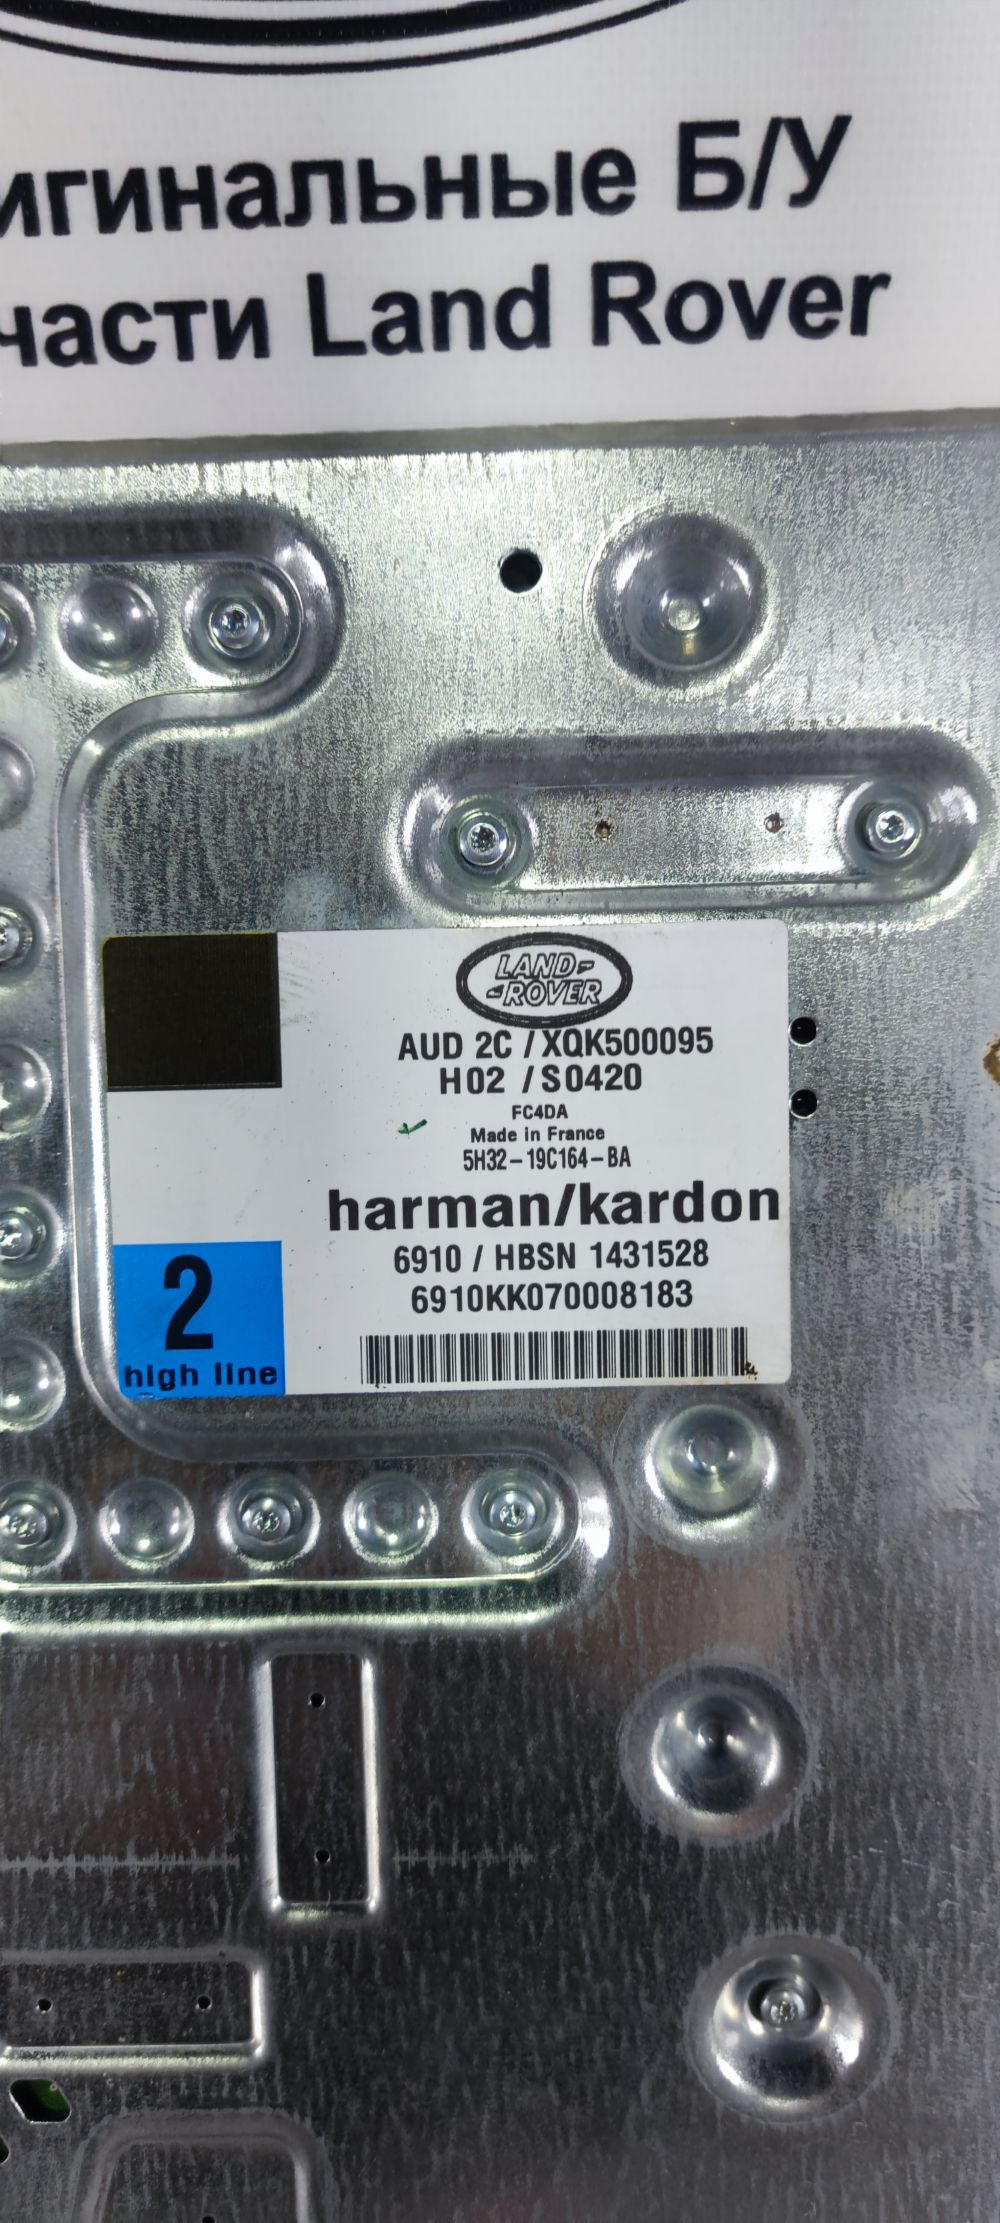 игинальные Б/У
части Land Rover
LAND-
-ROVER
AUD 2C / XQK500095
H02 / S0420
FC4DA
Made in France
5H32-19C164-BA
harman/kardon
6910 / HBSN 1431528
6910KK070008183
2
high line